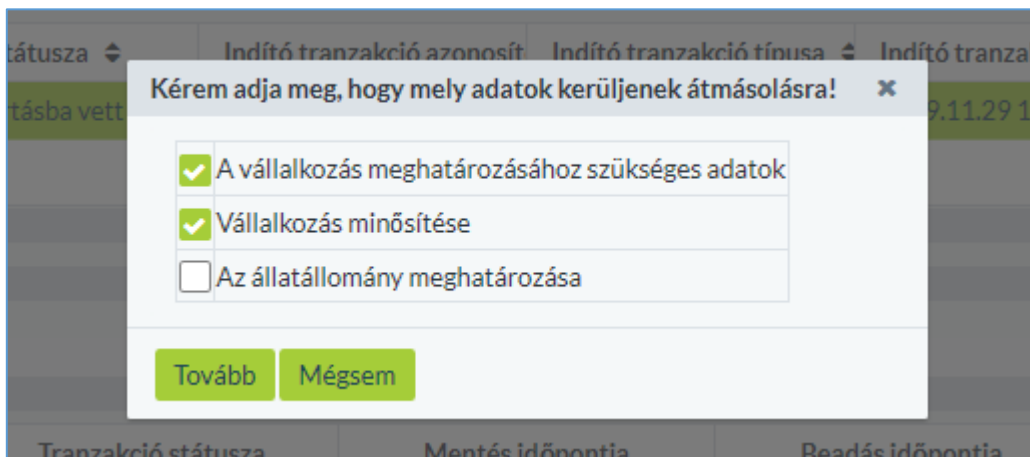 átusza Indító tranzakció azonosít Indító tranzakció típusa Indító tranza
Kérem adja meg, hogy mely adatok kerüljenek átmásolásra!
tásba vett 9.11.29 1
A vállalkozás meghatározásához szükséges adatok
Vállalkozás minősítése
Az állatállomány meghatározása
Tovább Mégsem
Tranzakció státusza Mentés időpontja Beadás időpontja